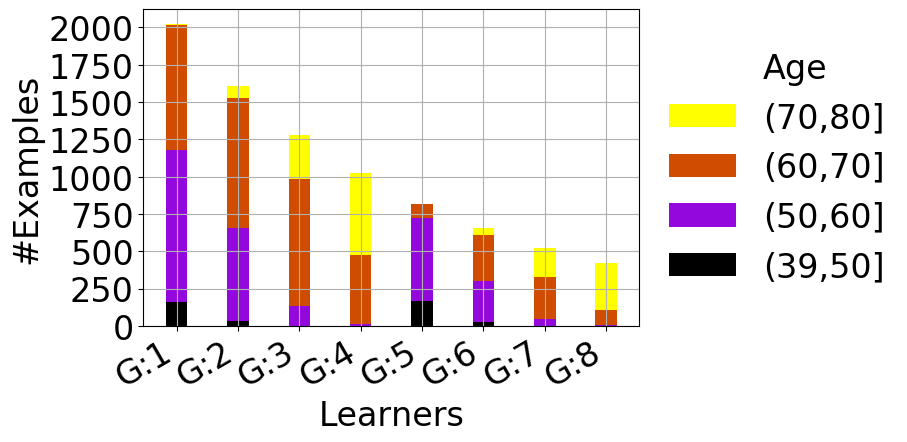 #Examples
2000
1750
1500
1250
1000
750
500
250
0
G:1
G:2
G:3
G:4
G:5
G:6
G:7
G:8
Learners
Age
(70,80]
(60,70]
(50,60]
(39,50]